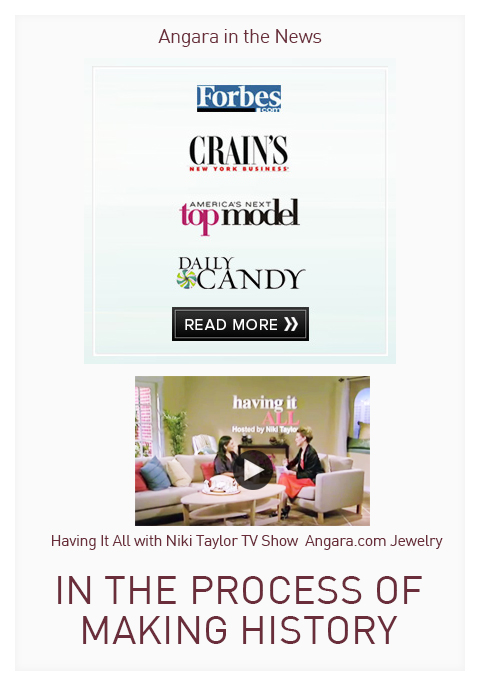 Angara in the News
Forbes
.com
CRAIN'S
NEW YORK BUSINESS
AMERICA'S NEXT
top model
DAILY
CANDY
READ MORE
having it
ALL
Hosted by Niki Taylor
Having It All with Niki Taylor TV Show Angara.com Jewelry
IN THE PROCESS OF
MAKING HISTORY